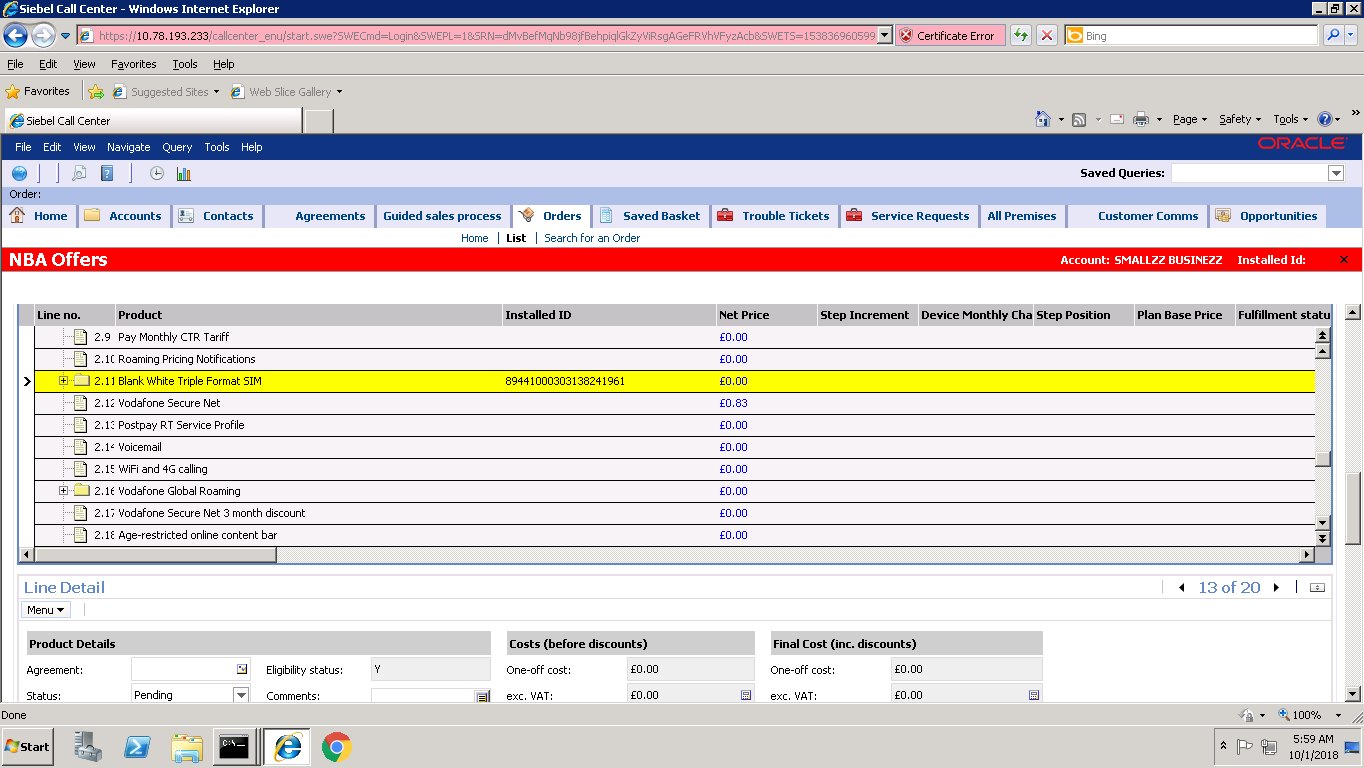 Siebel Call Center - Windows Internet Explorer
https://10.78.193.233/callcenter_enu/start.swe?SWECmd=Login&SWEPL=1&SRN=dMvBefMqNb98jfBehpiqlGkZyViRsgAGeFRVhVFyzAcb&SWETS=153836960599 Certificate Error Bing
File Edit View Favorites Tools Help
Favorites Suggested Sites Web Slice Gallery
Siebel Call Center Page Safety Tools »
File Edit View Navigate Query Tools Help ORACLE
Saved Queries:
Order:
Home Accounts Contacts Agreements Guided sales process Orders Saved Basket Trouble Tickets Service Requests All Premises Customer Comms Opportunities
Home List Search for an Order
NBA Offers Account: SMALLZZ BUSINEZZ Installed Id:
Line no. Product Installed ID Net Price Step Increment Device Monthly Cha Step Position Plan Base Price Fulfillment statu
2.9 Pay Monthly CTR Tariff £0.00
2.10 Roaming Pricing Notifications £0.00
2.11 Blank White Triple Format SIM 89441000303138241961 £0.00
2.12 Vodafone Secure Net £0.83
2.13 Postpay RT Service Profile £0.00
2.14 Voicemail £0.00
2.15 WiFi and 4G calling £0.00
2.16 Vodafone Global Roaming £0.00
2.17 Vodafone Secure Net 3 month discount £0.00
2.18 Age-restricted online content bar £0.00
Line Detail 13 of 20
Menu
Product Details Costs (before discounts) Final Cost (inc. discounts)
Agreement: Eligibility status: Y One-off cost: £0.00 One-off cost: £0.00
Status: Pending Comments: exc. VAT: £0.00 exc. VAT: £0.00
Done 100%
Start C:\ 5:59 AM
10/1/2018